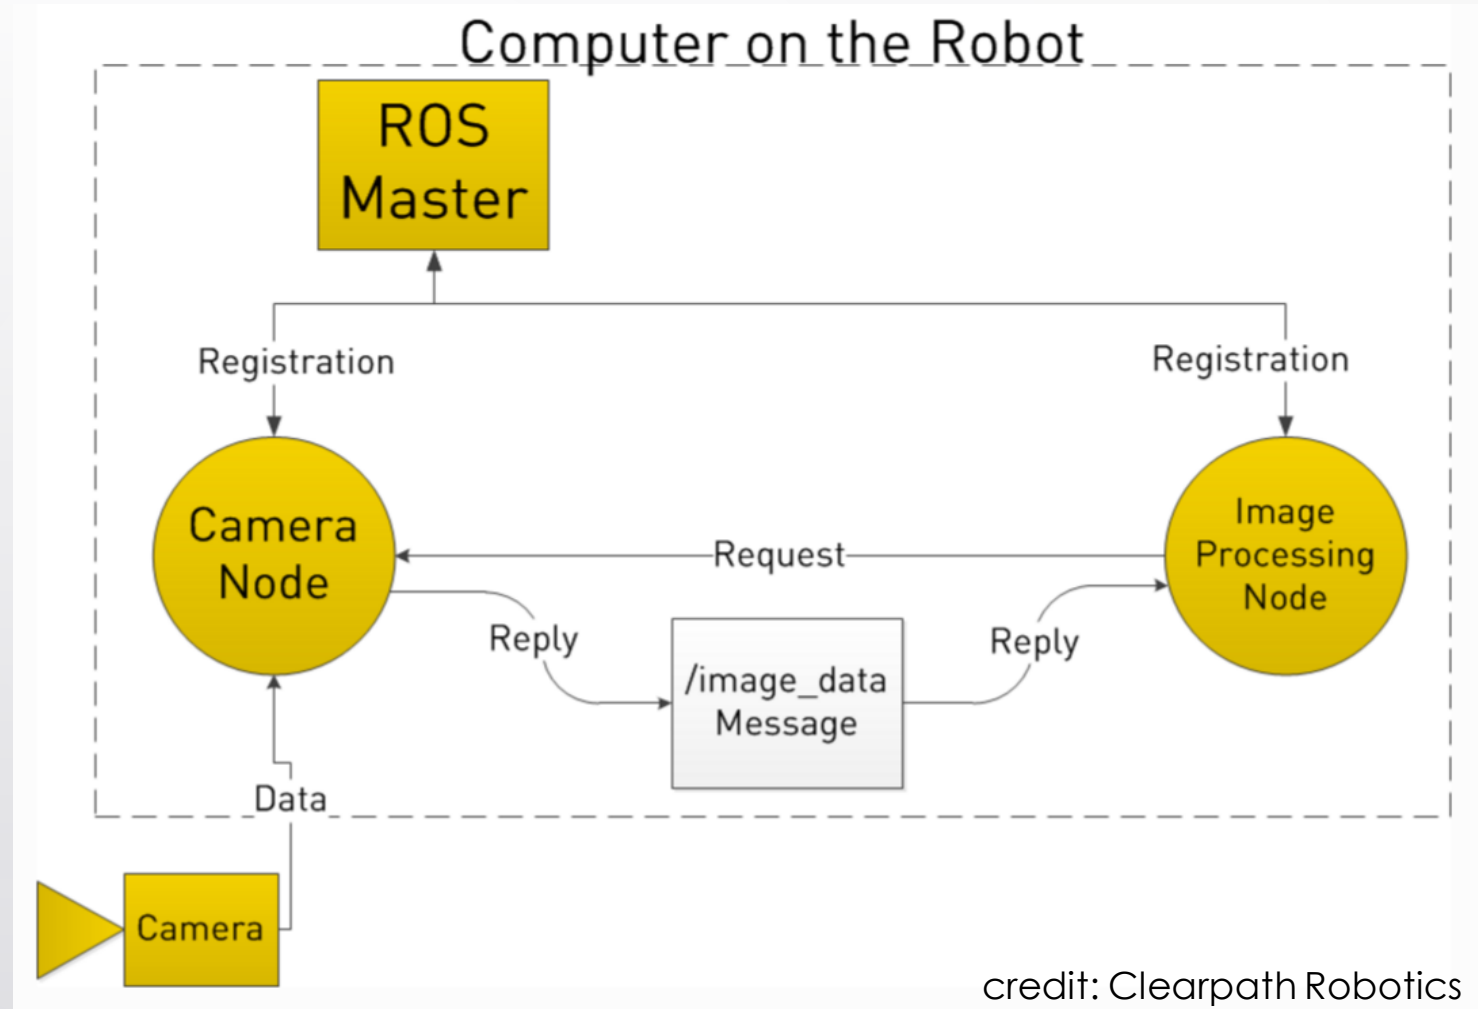 Computer on the Robot
ROS
Master
Registration
Registration
Camera
Node
Request
Image
Processing
Node
Reply
Reply
/image_data
Message
Data
Camera
credit: Clearpath Robotics